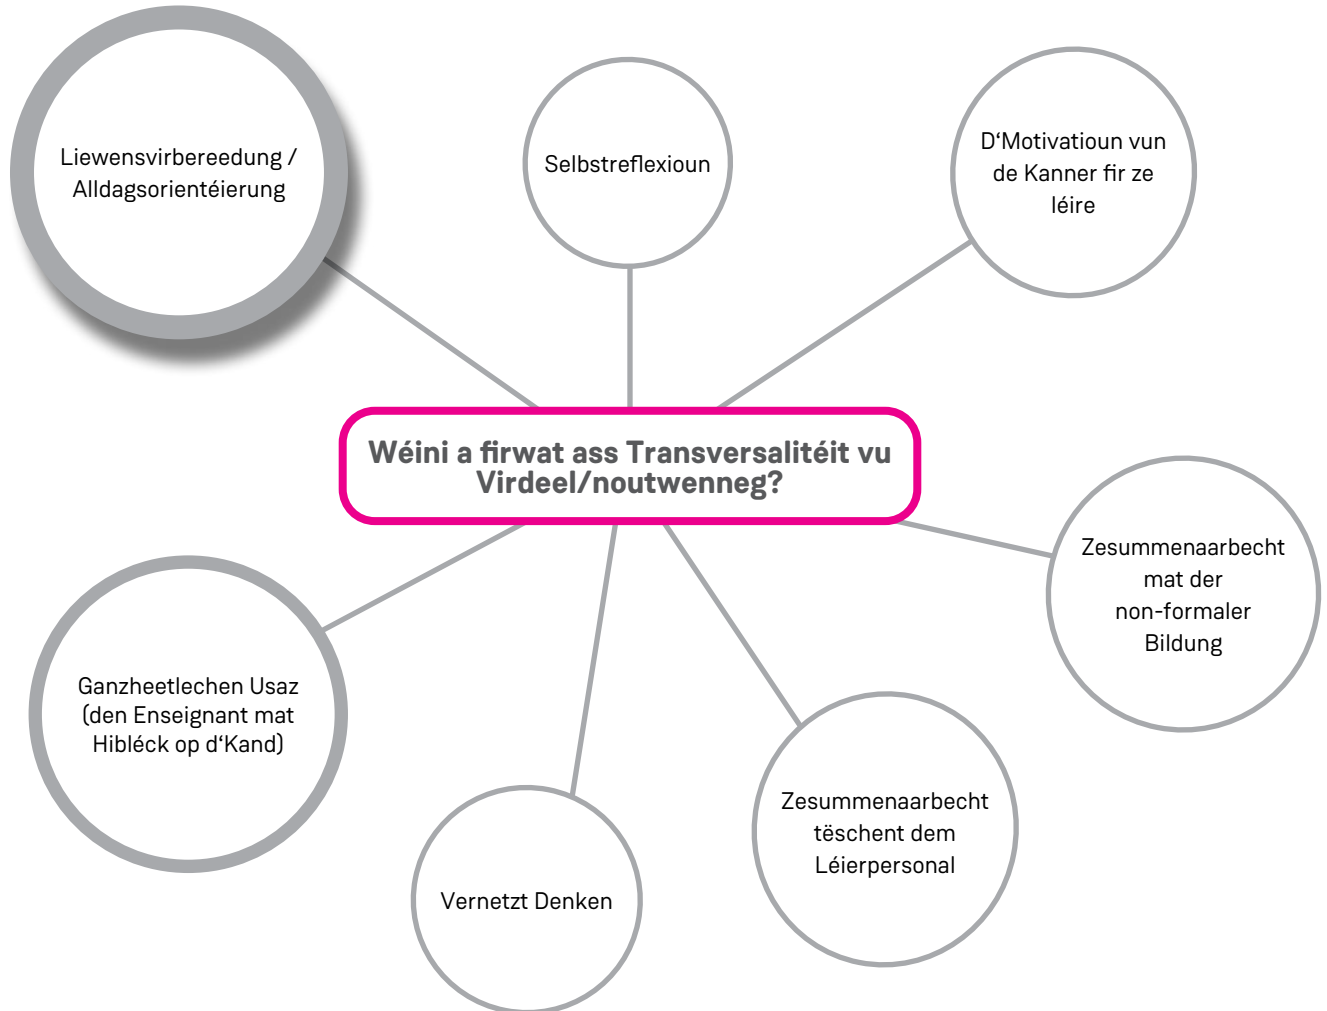 Liewensvirbereedung /
Alldagsorientéierung
Selbstreflexioun
D‘Motivatioun vun
de Kanner fir ze
léire
Wéini a firwat ass Transversalitéit vu
Virdeel/noutwenneg?
Zesummenaarbecht
mat der
non-formaler
Bildung
Ganzheetlechen Usaz
(den Enseignant mat
Hibléck op d‘Kand)
Zesummenaarbecht
tëschent dem
Léierpersonal
Vernetzt Denken